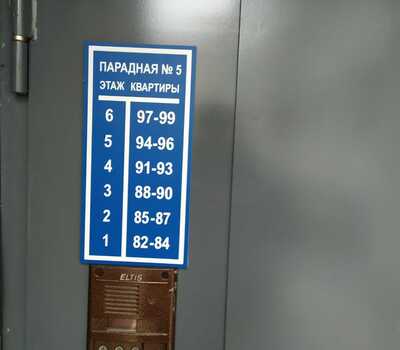 ПАРАДНАЯ № 5
ЭТАЖ КВАРТИРЫ
6 97-99
5 94-96
4 91-93
3 88-90
2 85-87
1 82-84
ELTIS